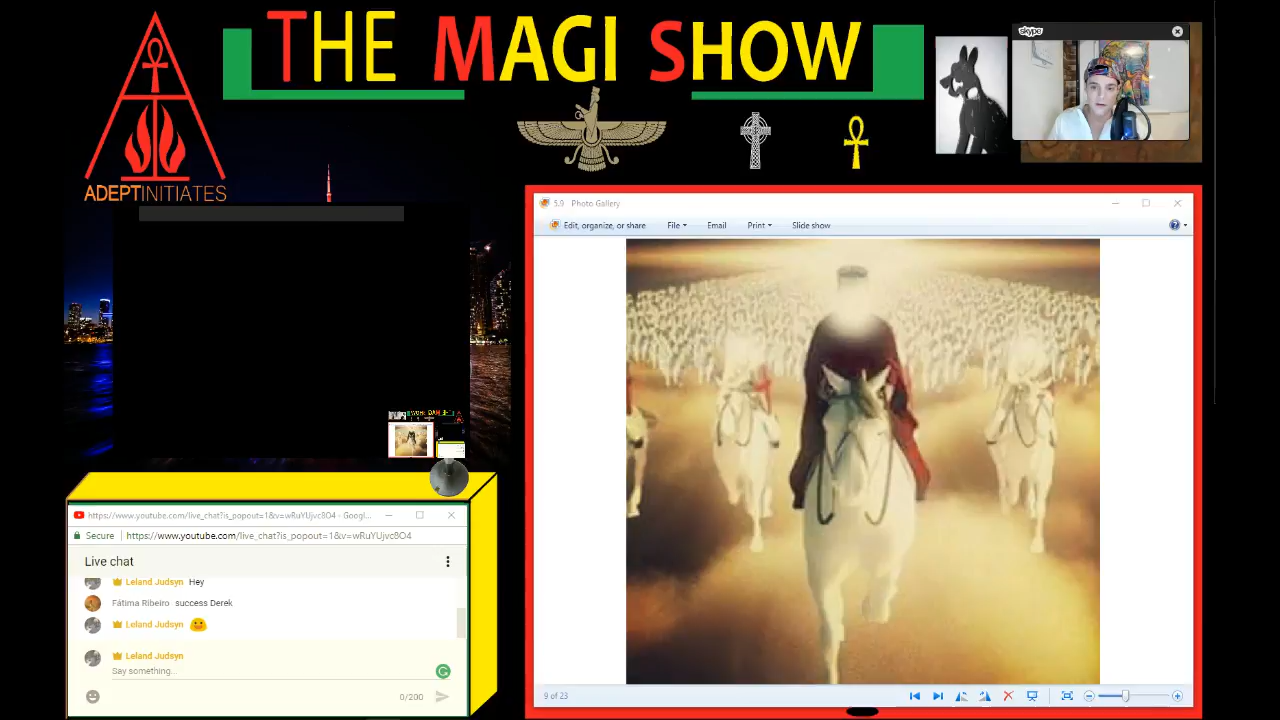 THE MAGI SHOW
skype
ADEPTINITIATES
5.9 Photo Gallery
Edit, organize, or share File Email Print Slide show
https://www.youtube.com/live_chat?is_popout=1&v=wRuYUjvc8O4 - Googl...
Secure https://www.youtube.com/live_chat?is_popout=1&v=wRuYUjvc8O4
Live chat
Leland Judsyn Hey
Fátima Ribeiro success Derek
Leland Judsyn
Leland Judsyn
Say something...
0/200
9 of 23